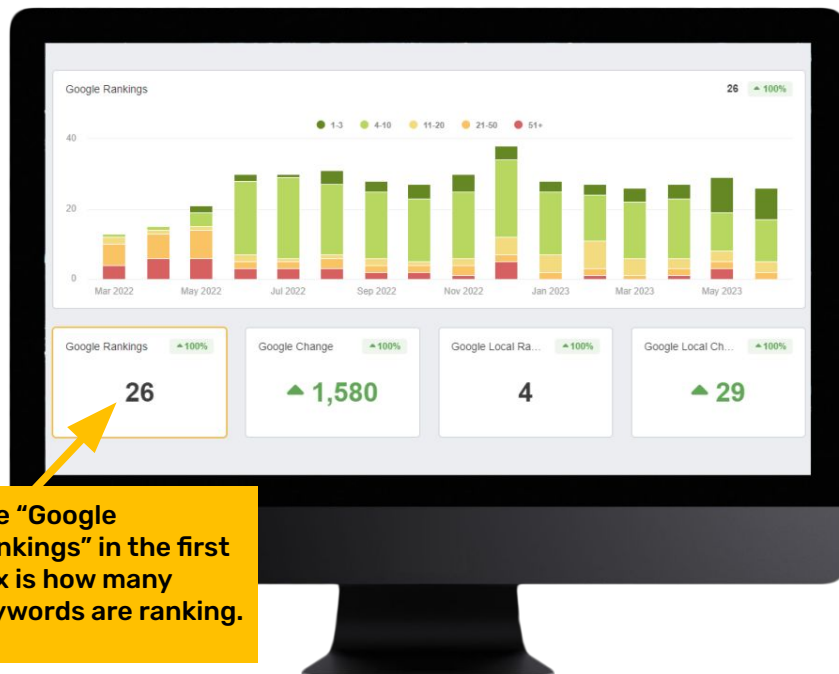 Google Rankings 26 100%
1-3 4-10 11-20 21-50 51+
40
20
0
Mar 2022 May 2022 Jul 2022 Sep 2022 Nov 2022 Jan 2023 Mar 2023 May 2023
Google Rankings 100%
26
Google Change 100%
1,580
Google Local Ra... 100%
4
Google Local Ch... 100%
29
“Google
in the first
is how many
are ranking.